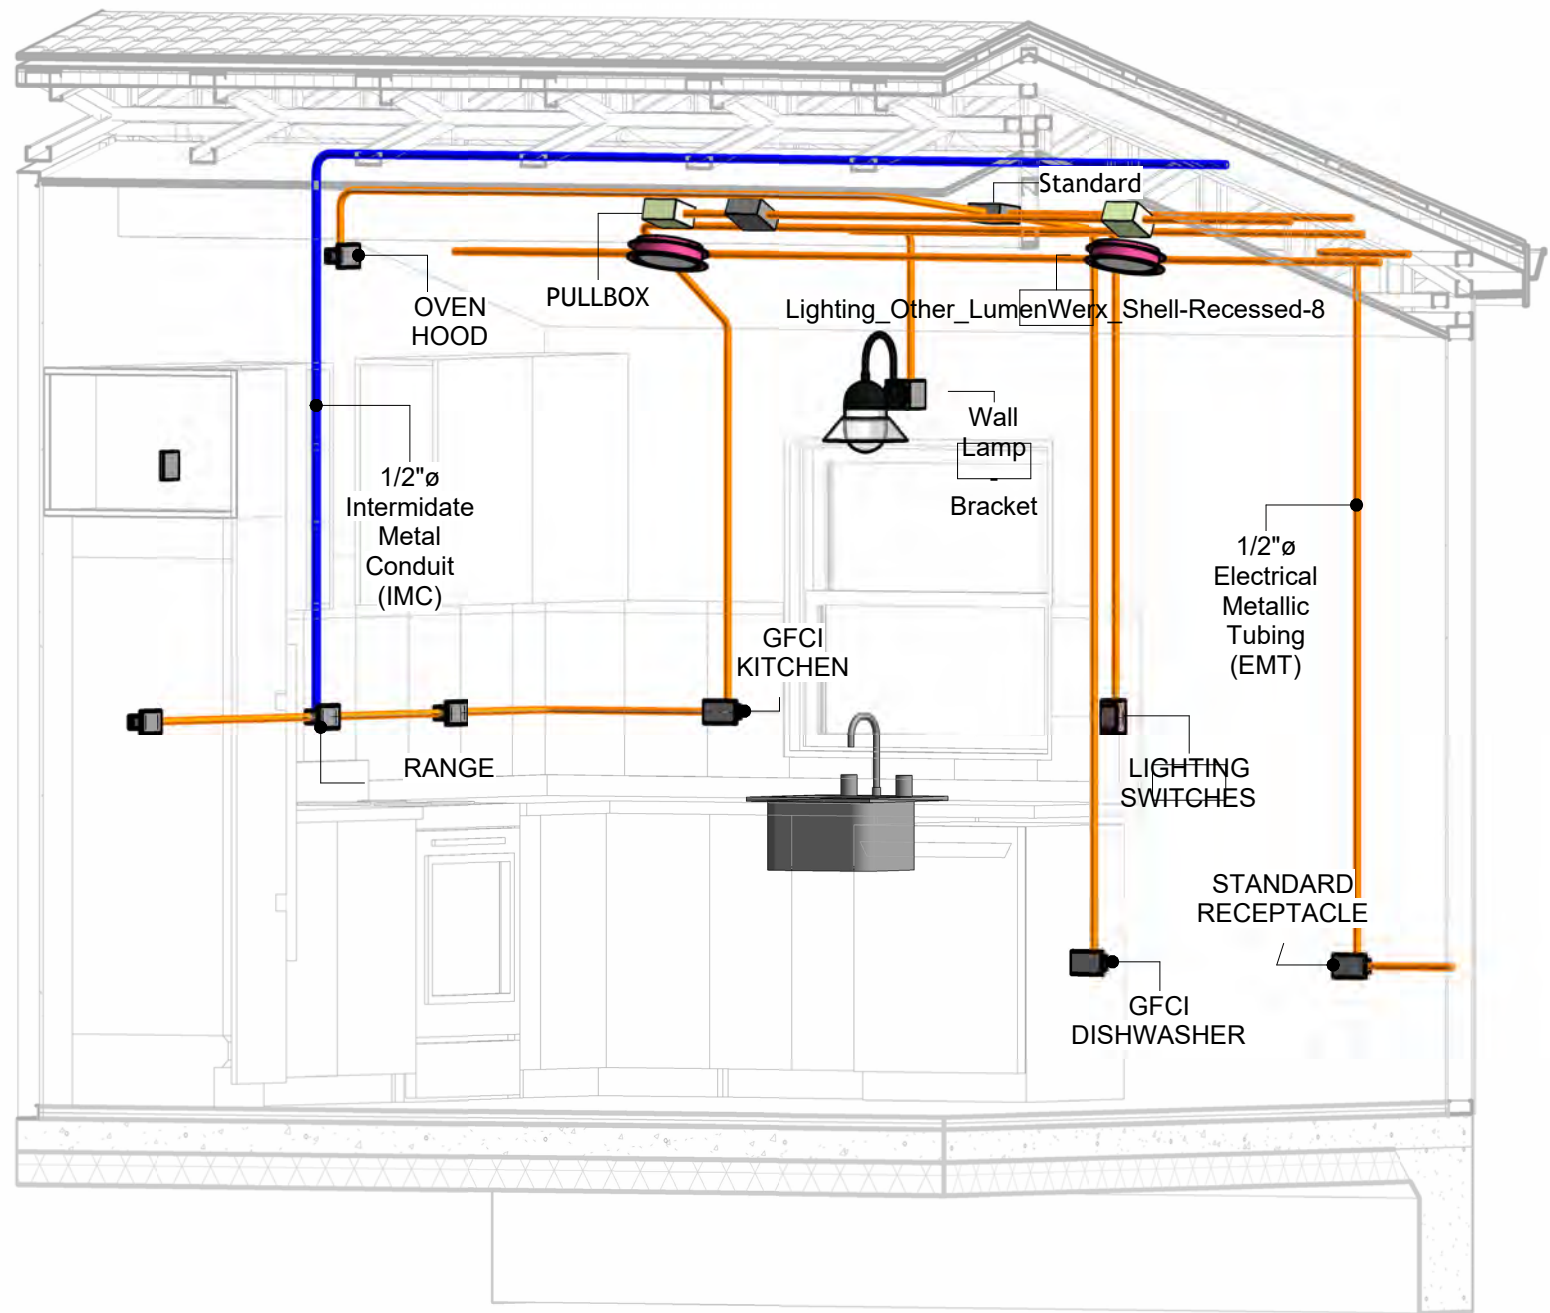 Standard
PULLBOX
OVEN
HOOD
Lighting_Other_LumenWerx_Shell-Recessed-8
Wall
Lamp
Bracket
1/2"ø
Intermidate
Metal
Conduit
(IMC)
1/2"ø
Electrical
Metallic
Tubing
(EMT)
GFCI
KITCHEN
RANGE
LIGHTING
SWITCHES
STANDARD
RECEPTACLE
GFCI
DISHWASHER